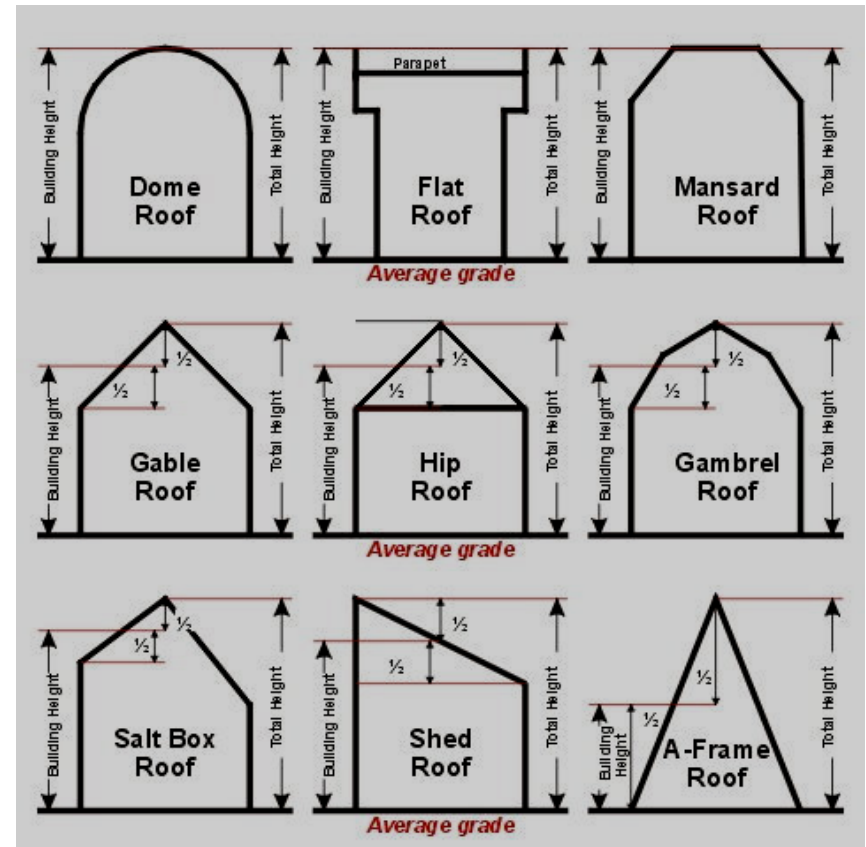 Building Height
Dome
Roof
Total Height
Building Height
Parapet
Flat
Roof
Total Height
Building Height
Mansard
Roof
Total Height
Average grade
Building Height
½
½
Gable
Roof
Total Height
Building Height
½
½
Hip
Roof
Total Height
Building Height
½
½
Gambrel
Roof
Total Height
Average grade
Building Height
½
½
Salt Box
Roof
Total Height
Building Height
½
½
Shed
Roof
Total Height
Building
Height
½
½
A-Frame
Roof
Total Height
Average grade